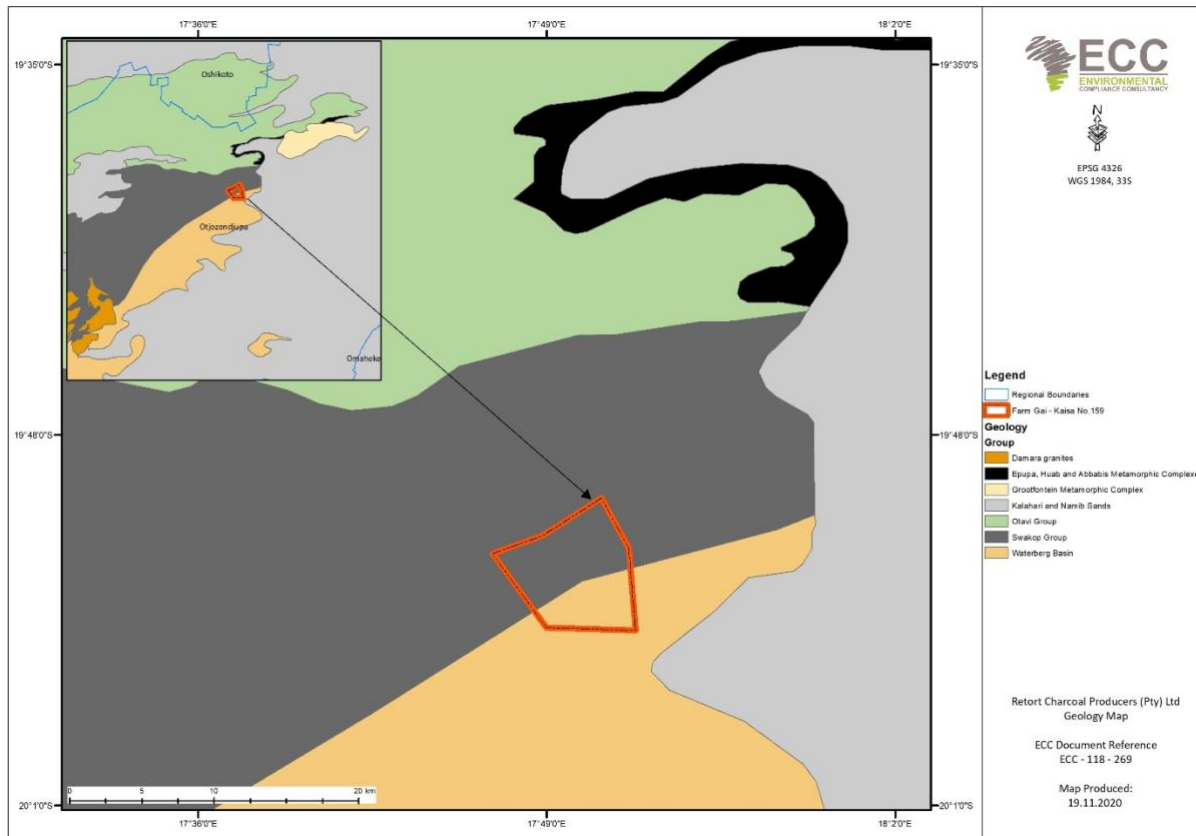 17°36'0"E
17°49'0"E
18°2'0"E
19°35'0"S
19°35'0"S
Oshikoto
Otjozondjupa
Omaheke
19°48'0"S
19°48'0"S
0 5 10 20 km
20°1'0"S
20°1'0"S
17°36'0"E
17°49'0"E
18°2'0"E
ECC
ENVIRONMENTAL
COMPLIANCE CONSULTANCY
N
EPSG 4326
WGS 1984, 33S
Legend
Regional Boundaries
Farm Gai - Kaisa No.159
Geology
Group
Damara granites
Epupa, Huab and Abbabis Metamorphic Complexe
Grootfontein Metamorphic Complex
Kalahari and Namib Sands
Otavi Group
Swakop Group
Waterberg Basin
Retort Charcoal Producers (Pty) Ltd
Geology Map
ECC Document Reference
ECC - 118 - 269
Map Produced:
19.11.2020